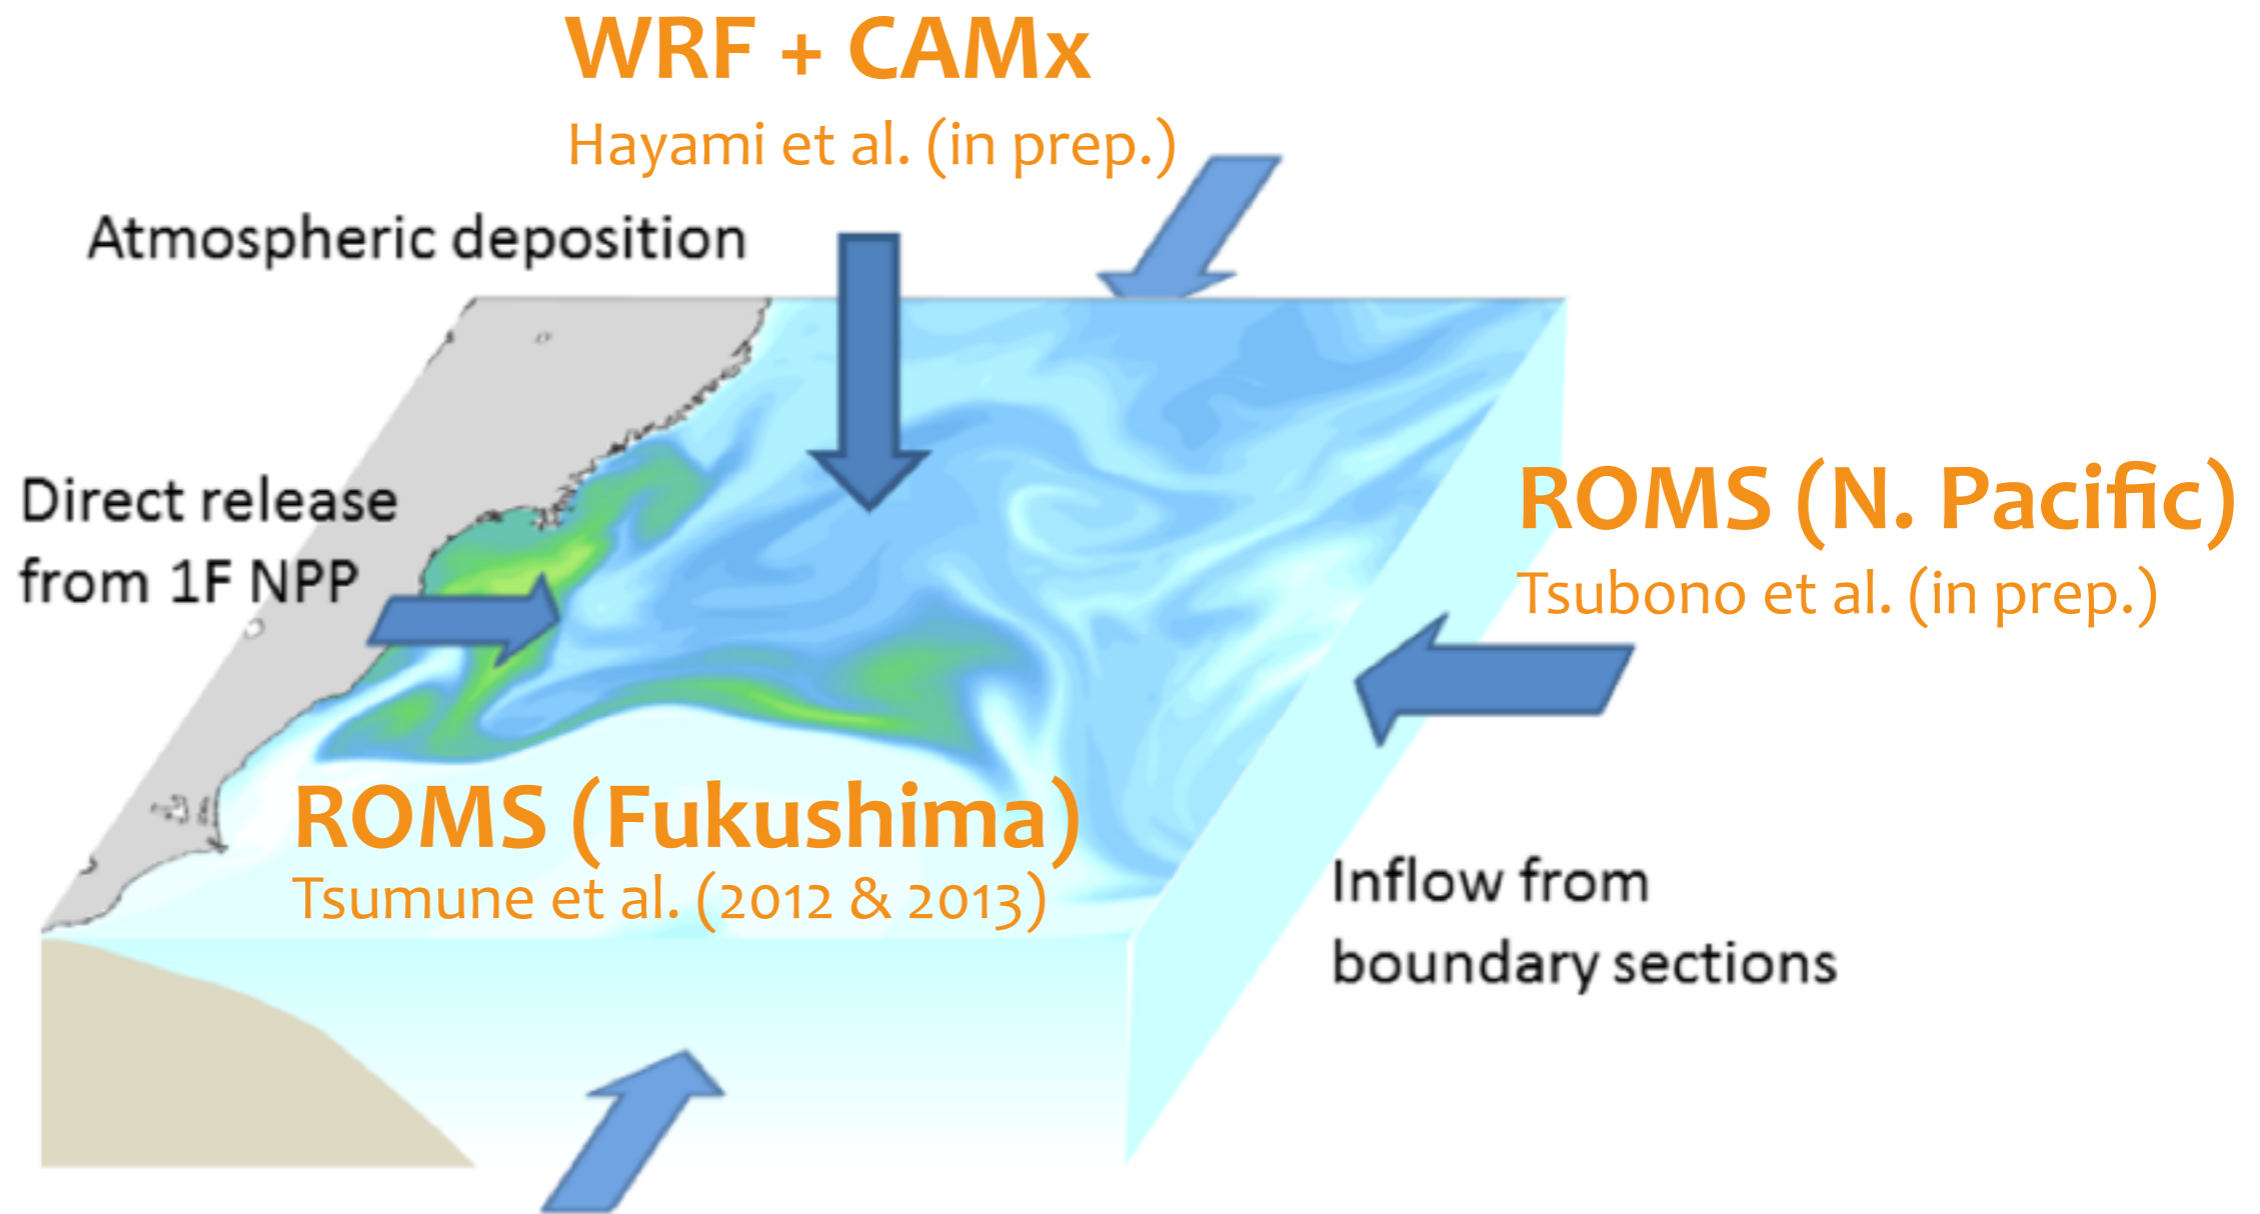 WRF + CAMx
Hayami et al. (in prep.)
Atmospheric deposition
Direct release
from 1F NPP
ROMS (N. Pacific)
Tsubono et al. (in prep.)
ROMS (Fukushima)
Tsumune et al. (2012 & 2013)
Inflow from
boundary sections